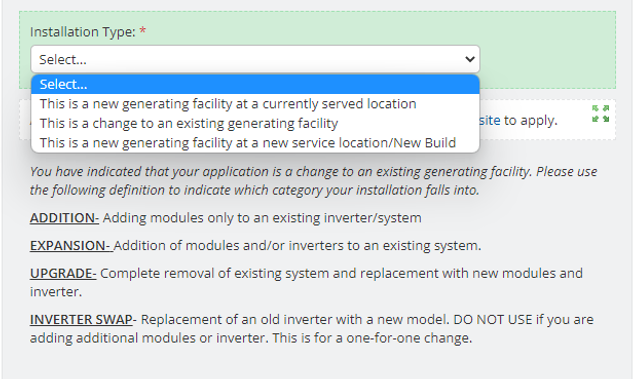 Installation Type: *
Select...
Select...
This is a new generating facility at a currently served location
This is a change to an existing generating facility
This is a new generating facility at a new service location/New Build
site to apply.
You have indicated that your application is a change to an existing generating facility. Please use
the following definition to indicate which category your installation falls into.
ADDITION- Adding modules only to an existing inverter/system
EXPANSION- Addition of modules and/or inverters to an existing system.
UPGRADE- Complete removal of existing system and replacement with new modules and
inverter.
INVERTER SWAP- Replacement of an old inverter with a new model. DO NOT USE if you are
adding additional modules or inverter. This is for a one-for-one change.